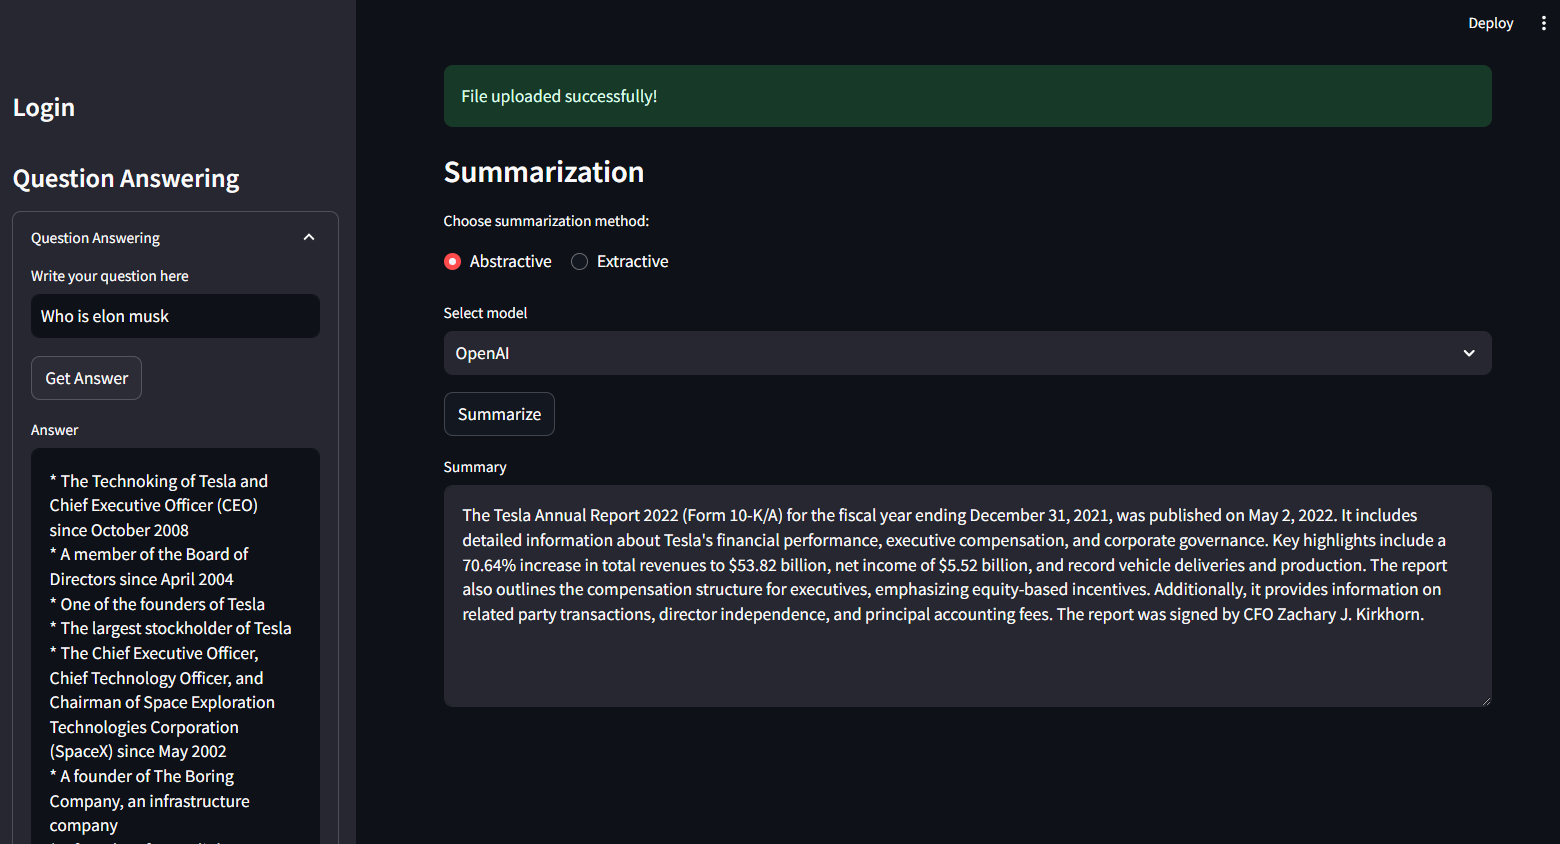 Deploy
Login
Question Answering
Question Answering
Write your question here
Who is elon musk
Get Answer
Answer
* The Technoking of Tesla and
Chief Executive Officer (CEO)
since October 2008
* A member of the Board of
Directors since April 2004
* One of the founders of Tesla
* The largest stockholder of Tesla
* The Chief Executive Officer,
Chief Technology Officer, and
Chairman of Space Exploration
Technologies Corporation
(SpaceX) since May 2002
* A founder of The Boring
Company, an infrastructure
company
File uploaded successfully!
Summarization
Choose summarization method:
Abstractive
Extractive
Select model
OpenAI
Summarize
Summary
The Tesla Annual Report 2022 (Form 10-K/A) for the fiscal year ending December 31, 2021, was published on May 2, 2022. It includes
detailed information about Tesla's financial performance, executive compensation, and corporate governance. Key highlights include a
70.64% increase in total revenues to $53.82 billion, net income of $5.52 billion, and record vehicle deliveries and production. The report
also outlines the compensation structure for executives, emphasizing equity-based incentives. Additionally, it provides information on
related party transactions, director independence, and principal accounting fees. The report was signed by CFO Zachary J. Kirkhorn.